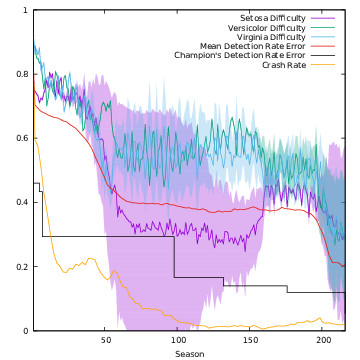 1
0.8
0.6
0.4
0.2
0
50
100
150
200
Season
Setosa Difficulty
Versicolor Difficulty
Virginia Difficulty
Mean Detection Rate Error
Champion's Detection Rate Error
Crash Rate